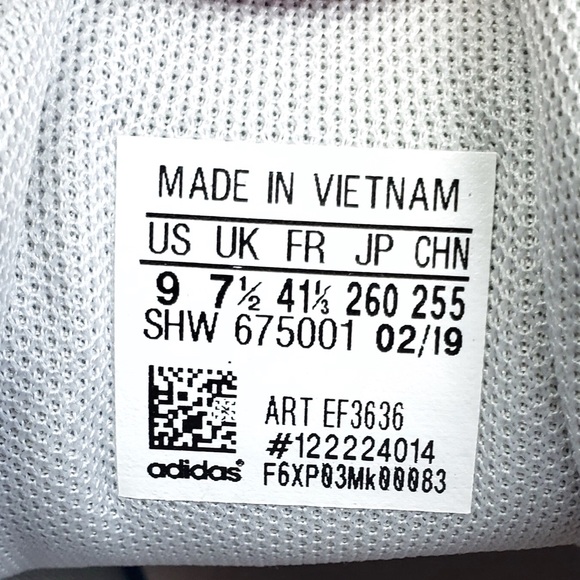 MADE IN VIETNAM
US UK FR JP CHN
9 7½ 41⅓ 260 255
SHW 675001 02/19
ART EF3636
#122224014
adidas® F6XP03Mk00083